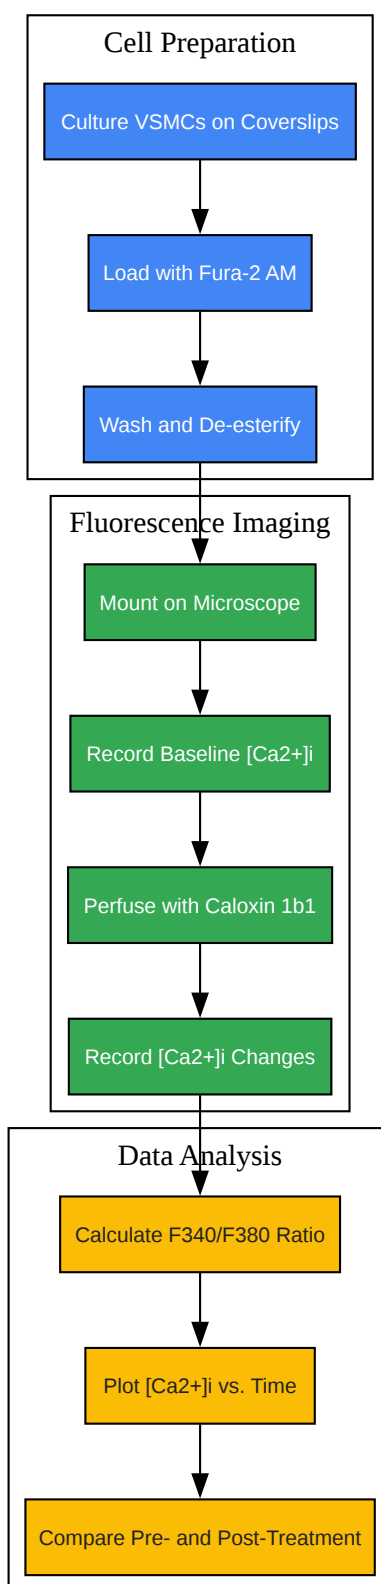 Cell Preparation
Culture VSMCs on Coverslips
Load with Fura-2 AM
Wash and De-esterify
Fluorescence Imaging
Mount on Microscope
Record Baseline [Ca2+]i
Perfuse with Caloxin 1b1
Record [Ca2+]i Changes
Data Analysis
Calculate F340/F380 Ratio
Plot [Ca2+]i vs. Time
Compare Pre- and Post-Treatment